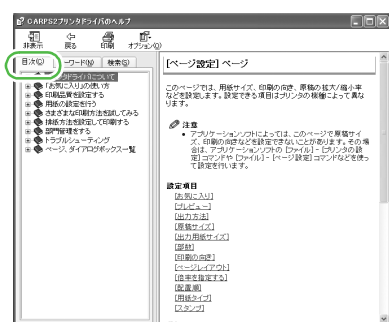 CARPS2プリンタドライバのヘルプ
非表示 戻る 印刷 オプション(O)
目次(C) キーワード(N) 検索(S)
プリンタドライバについて
「お気に入り」の使い方
印刷品質を設定する
用紙の設定を行う
さまざまな印刷方法を試してみる
排紙方法を設定して印刷する
部門管理をする
トラブルシューティング
ページ、ダイアログボックス一覧
[ページ設定] ページ
このページでは、用紙サイズ、印刷の向き、原稿の拡大/縮小率
などを設定します。設定できる項目はプリンタの機種によって異な
ります。
注意
• アプリケーションソフトによっては、このページで原稿サイ
ズ、印刷の向きなどを設定できないことがあります。その場
合は、アプリケーションソフトの [ファイル] - [プリンタの設
定] コマンドや [ファイル] - [ページ設定] コマンドなどを使っ
て設定を行います。
設定項目
[お気に入り]
[プレビュー]
[出力方法]
[原稿サイズ]
[出力用紙サイズ]
[部数]
[印刷の向き]
[ページレイアウト]
[倍率を指定する]
[配置順]
[用紙タイプ]
[スタンプ]